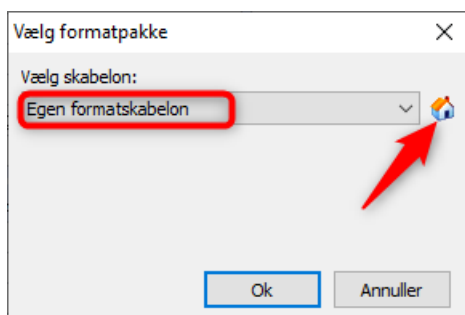 Vælg formatpakke
Vælg skabelon:
Egen formatskabelon
Ok Annuller